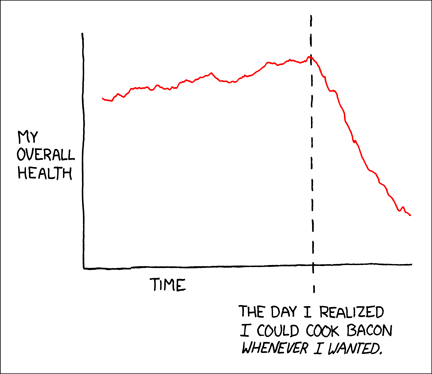 MY
OVERALL
HEALTH
TIME
THE DAY I REALIZED
I COULD COOK BACON
WHENEVER I WANTED.